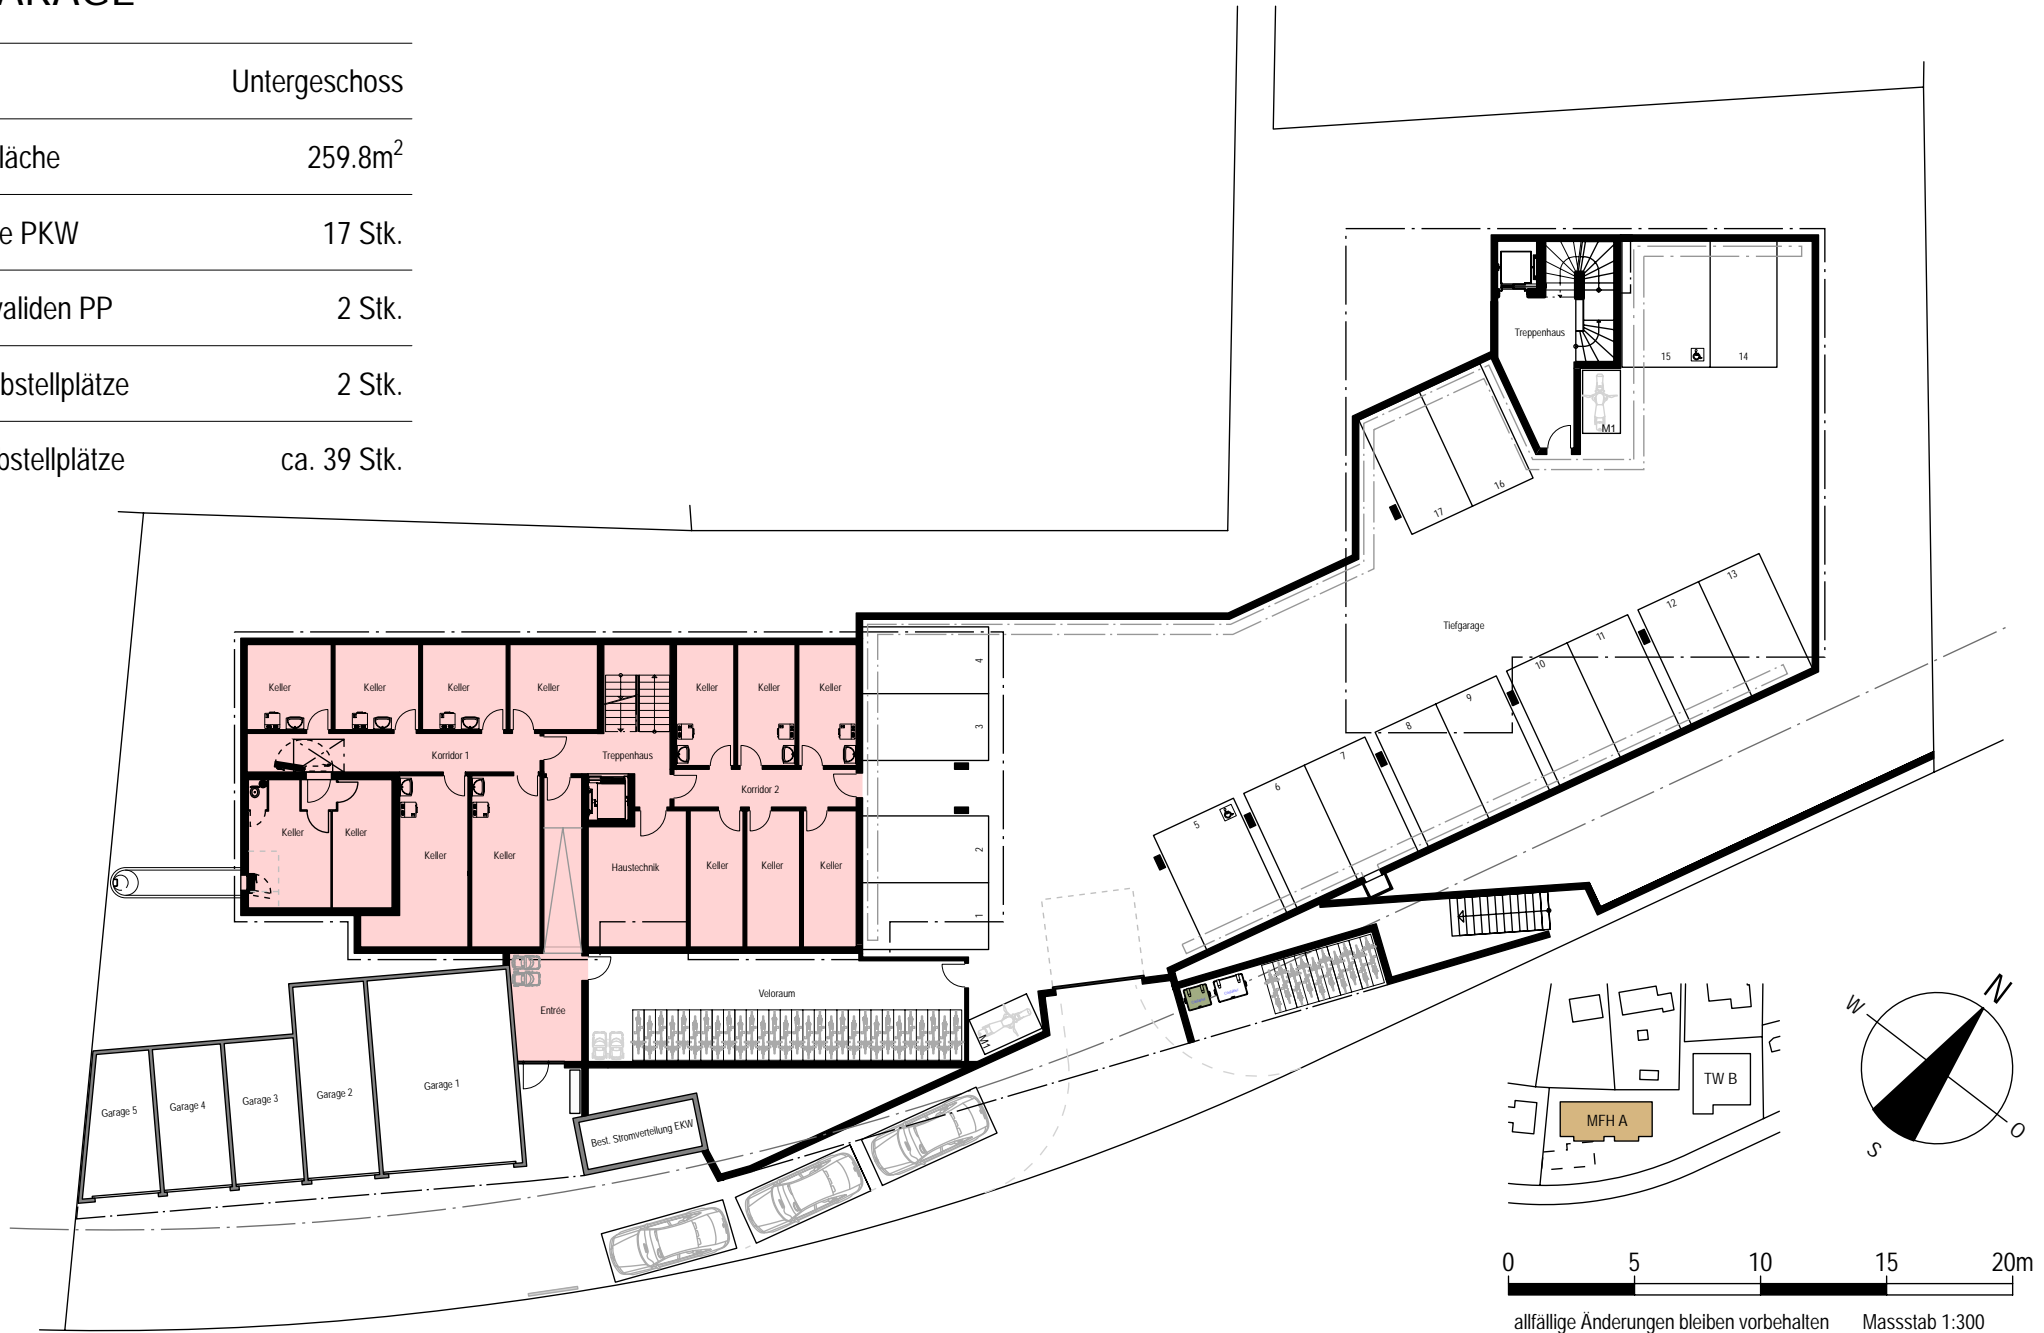 ARAGE
Untergeschoss
läche 259.8m²
e PKW 17 Stk.
validen PP 2 Stk.
bstellplätze 2 Stk.
bstellplätze ca. 39 Stk.
Treppenhaus
15
14
M1
16
17
Tiefgarage
13
12
11
10
9
8
7
6
5
4
3
2
1
Keller
Keller
Keller
Keller
Keller
Keller
Keller
Korridor 1
Treppenhaus
Korridor 2
Keller
Keller
Keller
Keller
Haustechnik
Keller
Keller
Keller
Veloraum
Entrée
M1
Garage 5
Garage 4
Garage 3
Garage 2
Garage 1
Best. Stromverteilung EKW
TW B
MFH A
N
W
O
S
0 5 10 15 20m
allfällige Änderungen bleiben vorbehalten Massstab 1:300